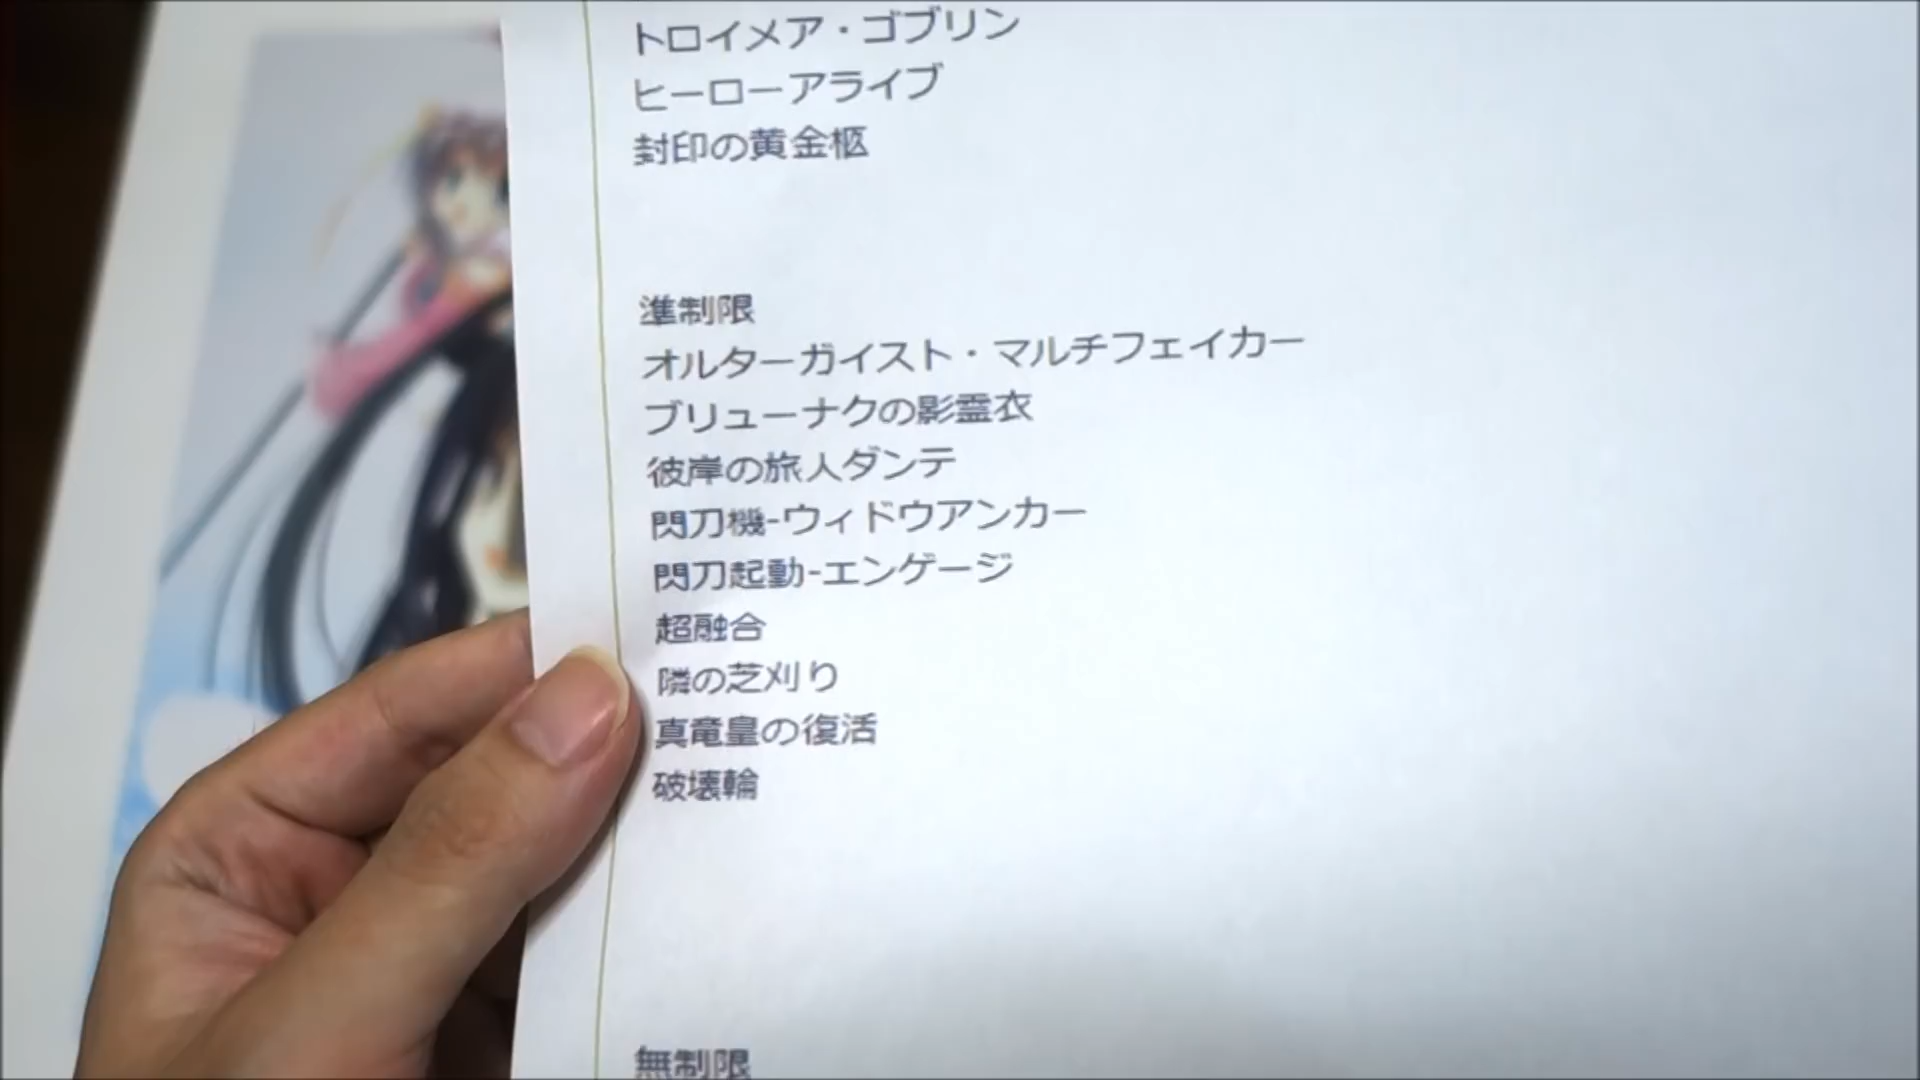 トロイメア・ゴブリン
ヒーローアライブ
封印の黄金櫃
準制限
オルターガイスト・マルチフェイカー
ブリューナクの影霊衣
彼岸の旅人ダンテ
閃刀機-ウィドウアンカー
閃刀起動-エンゲージ
超融合
隣の芝刈り
真竜皇の復活
破壊輪
無制限